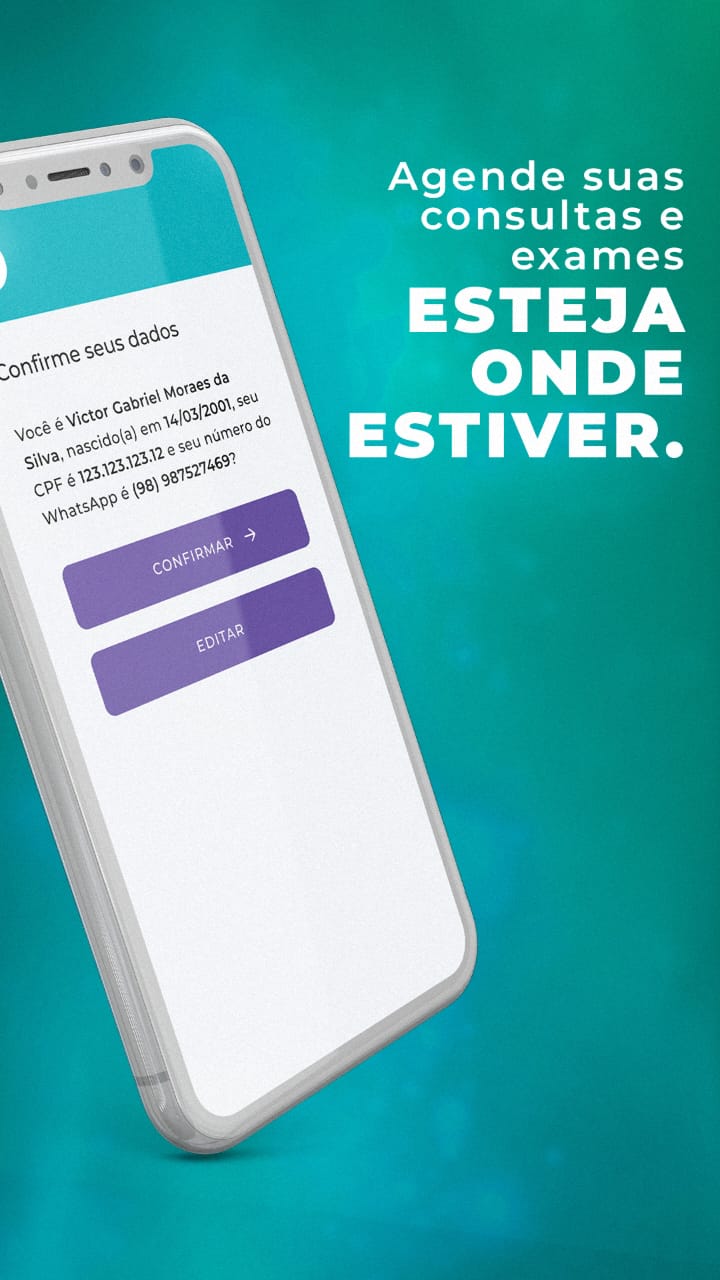 Agende suas
consultas e
exames
ESTEJA
ONDE
ESTIVER.
Confirme seus dados
Você é Victor Gabriel Moraes da
Silva, nascido(a) em 14/03/2001, seu
CPF é 123.123.123.12 e seu número do
WhatsApp é (98) 987527469?
CONFIRMAR →
EDITAR